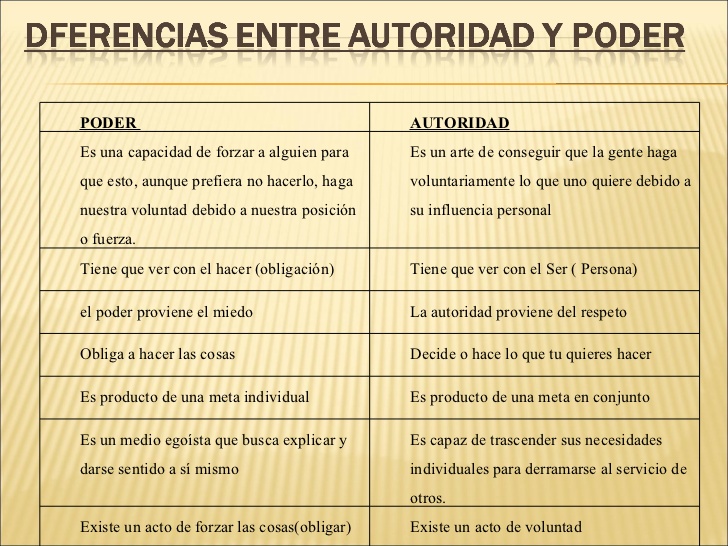 DFERENCIAS ENTRE AUTORIDAD Y PODER
PODER
AUTORIDAD
Es una capacidad de forzar a alguien para
que esto, aunque prefiera no hacerlo, haga
nuestra voluntad debido a nuestra posición
o fuerza.
Es un arte de conseguir que la gente haga
voluntariamente lo que uno quiere debido a
su influencia personal
Tiene que ver con el hacer (obligación)
Tiene que ver con el Ser ( Persona)
el poder proviene el miedo
La autoridad proviene del respeto
Obliga a hacer las cosas
Decide o hace lo que tu quieres hacer
Es producto de una meta individual
Es producto de una meta en conjunto
Es un medio egoísta que busca explicar y
darse sentido a sí mismo
Es capaz de trascender sus necesidades
individuales para derramarse al servicio de
otros.
Existe un acto de forzar las cosas(obligar)
Existe un acto de voluntad